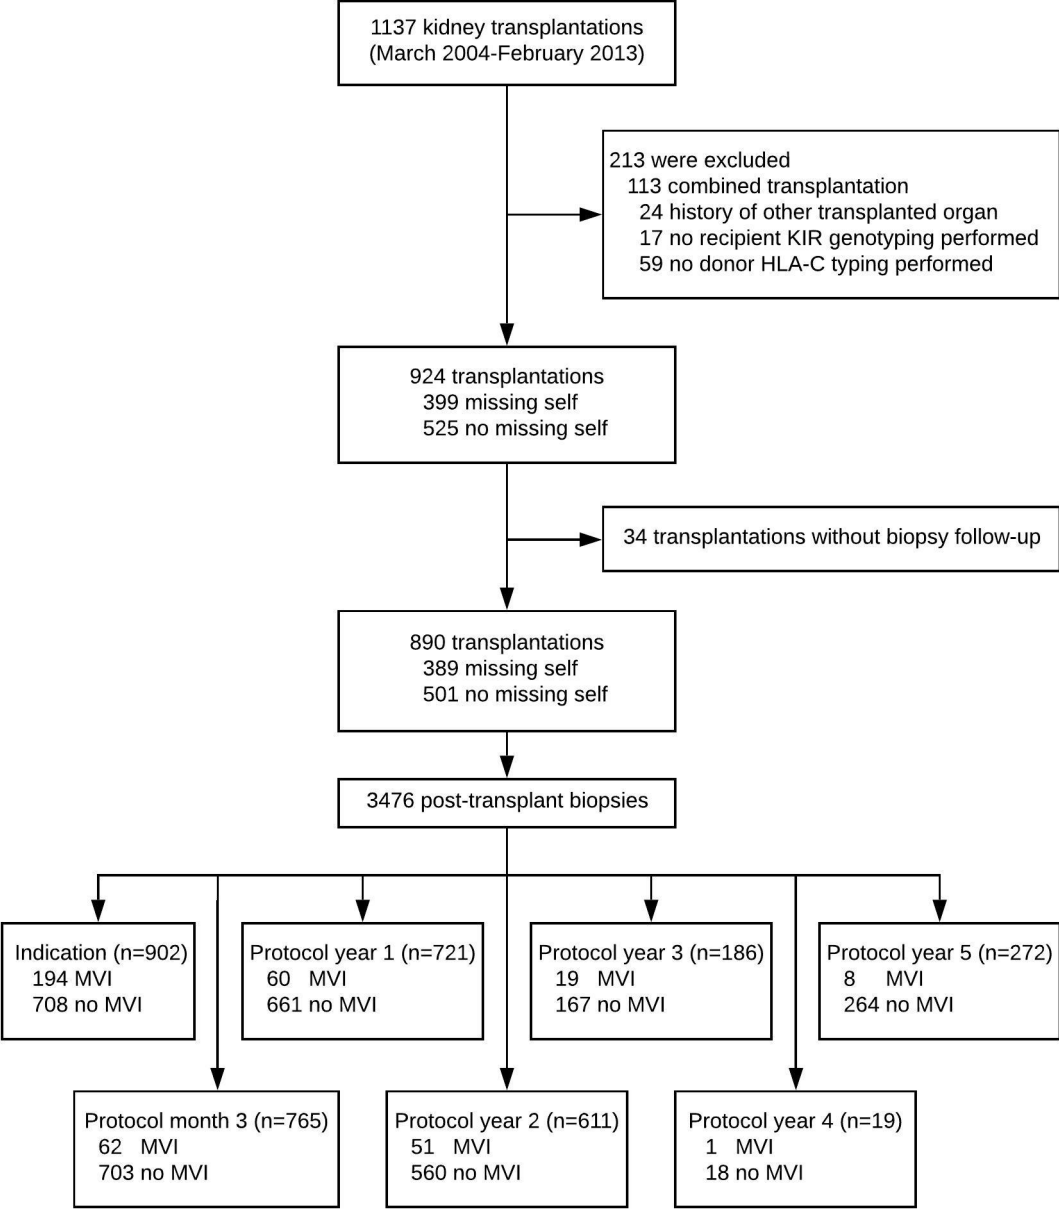 1137 kidney transplantations
(March 2004-February 2013)
213 were excluded
113 combined transplantation
24 history of other transplanted organ
17 no recipient KIR genotyping performed
59 no donor HLA-C typing performed
924 transplantations
399 missing self
525 no missing self
34 transplantations without biopsy follow-up
890 transplantations
389 missing self
501 no missing self
3476 post-transplant biopsies
Indication (n=902)
194 MVI
708 no MVI
Protocol year 1 (n=721)
60 MVI
661 no MVI
Protocol year 3 (n=186)
19 MVI
167 no MVI
Protocol year 5 (n=272)
8 MVI
264 no MVI
Protocol month 3 (n=765)
62 MVI
703 no MVI
Protocol year 2 (n=611)
51 MVI
560 no MVI
Protocol year 4 (n=19)
1 MVI
18 no MVI